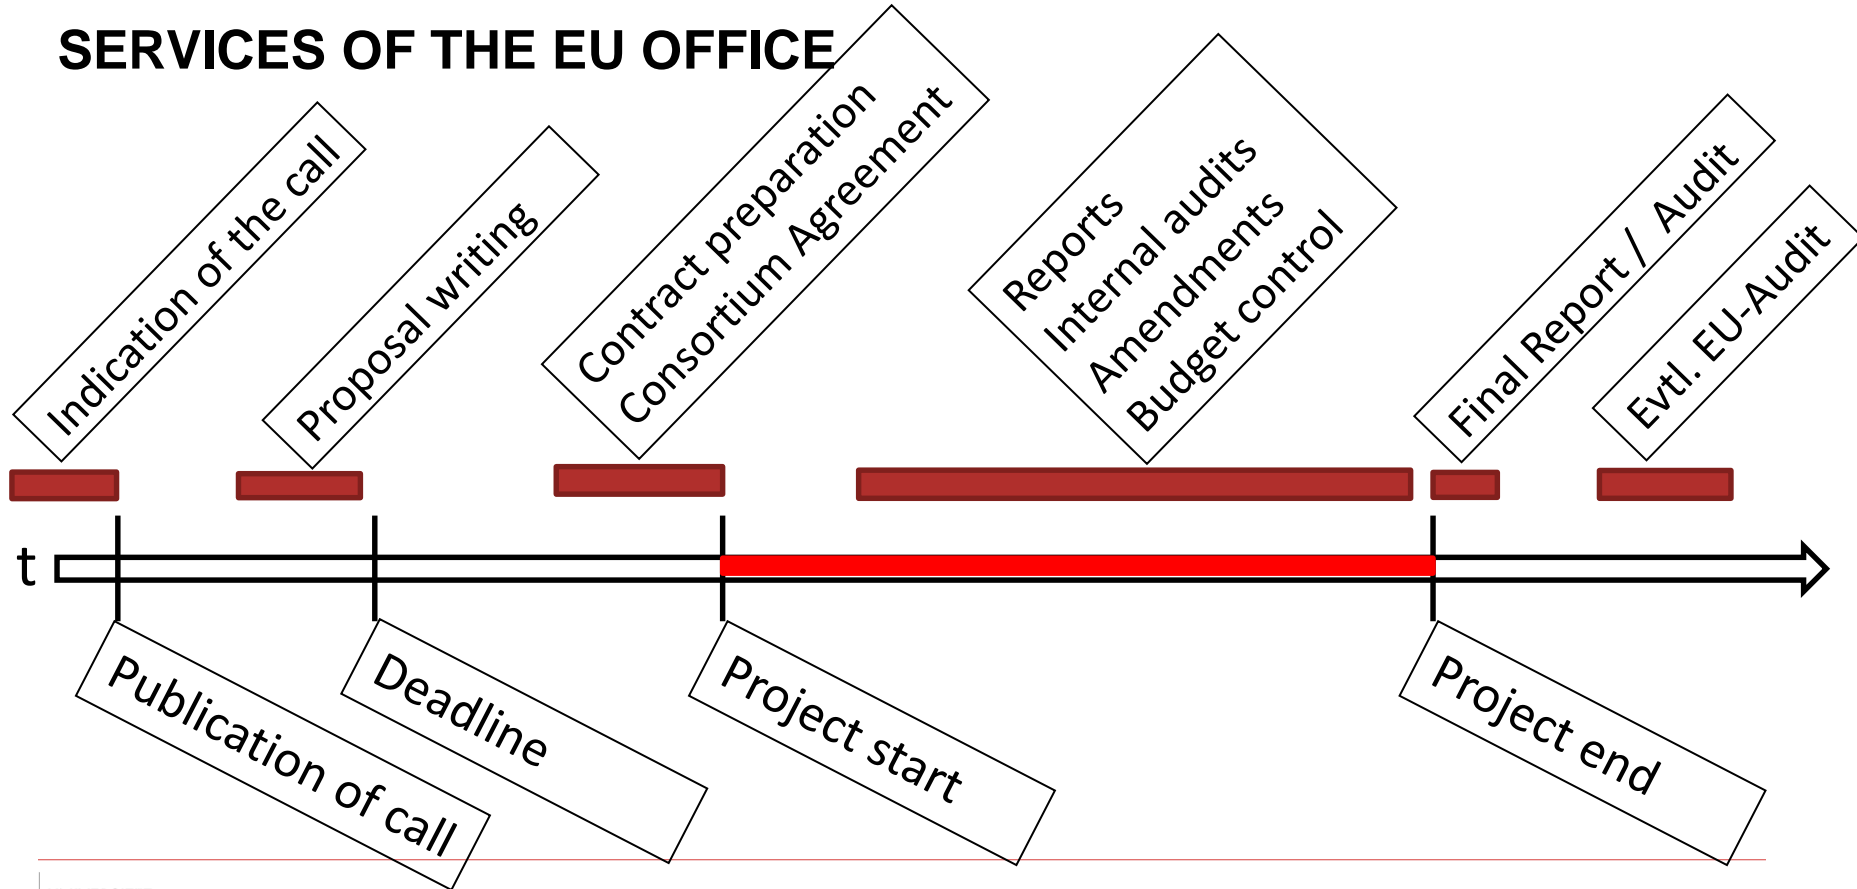 SERVICES OF THE EU OFFICE
Indication of the call
Proposal writing
Contract preparation
Consortium Agreement
Reports
Internal audits
Amendments
Budget control
Final Report / Audit
Evtl. EU-Audit
t
Publication of call
Deadline
Project start
Project end